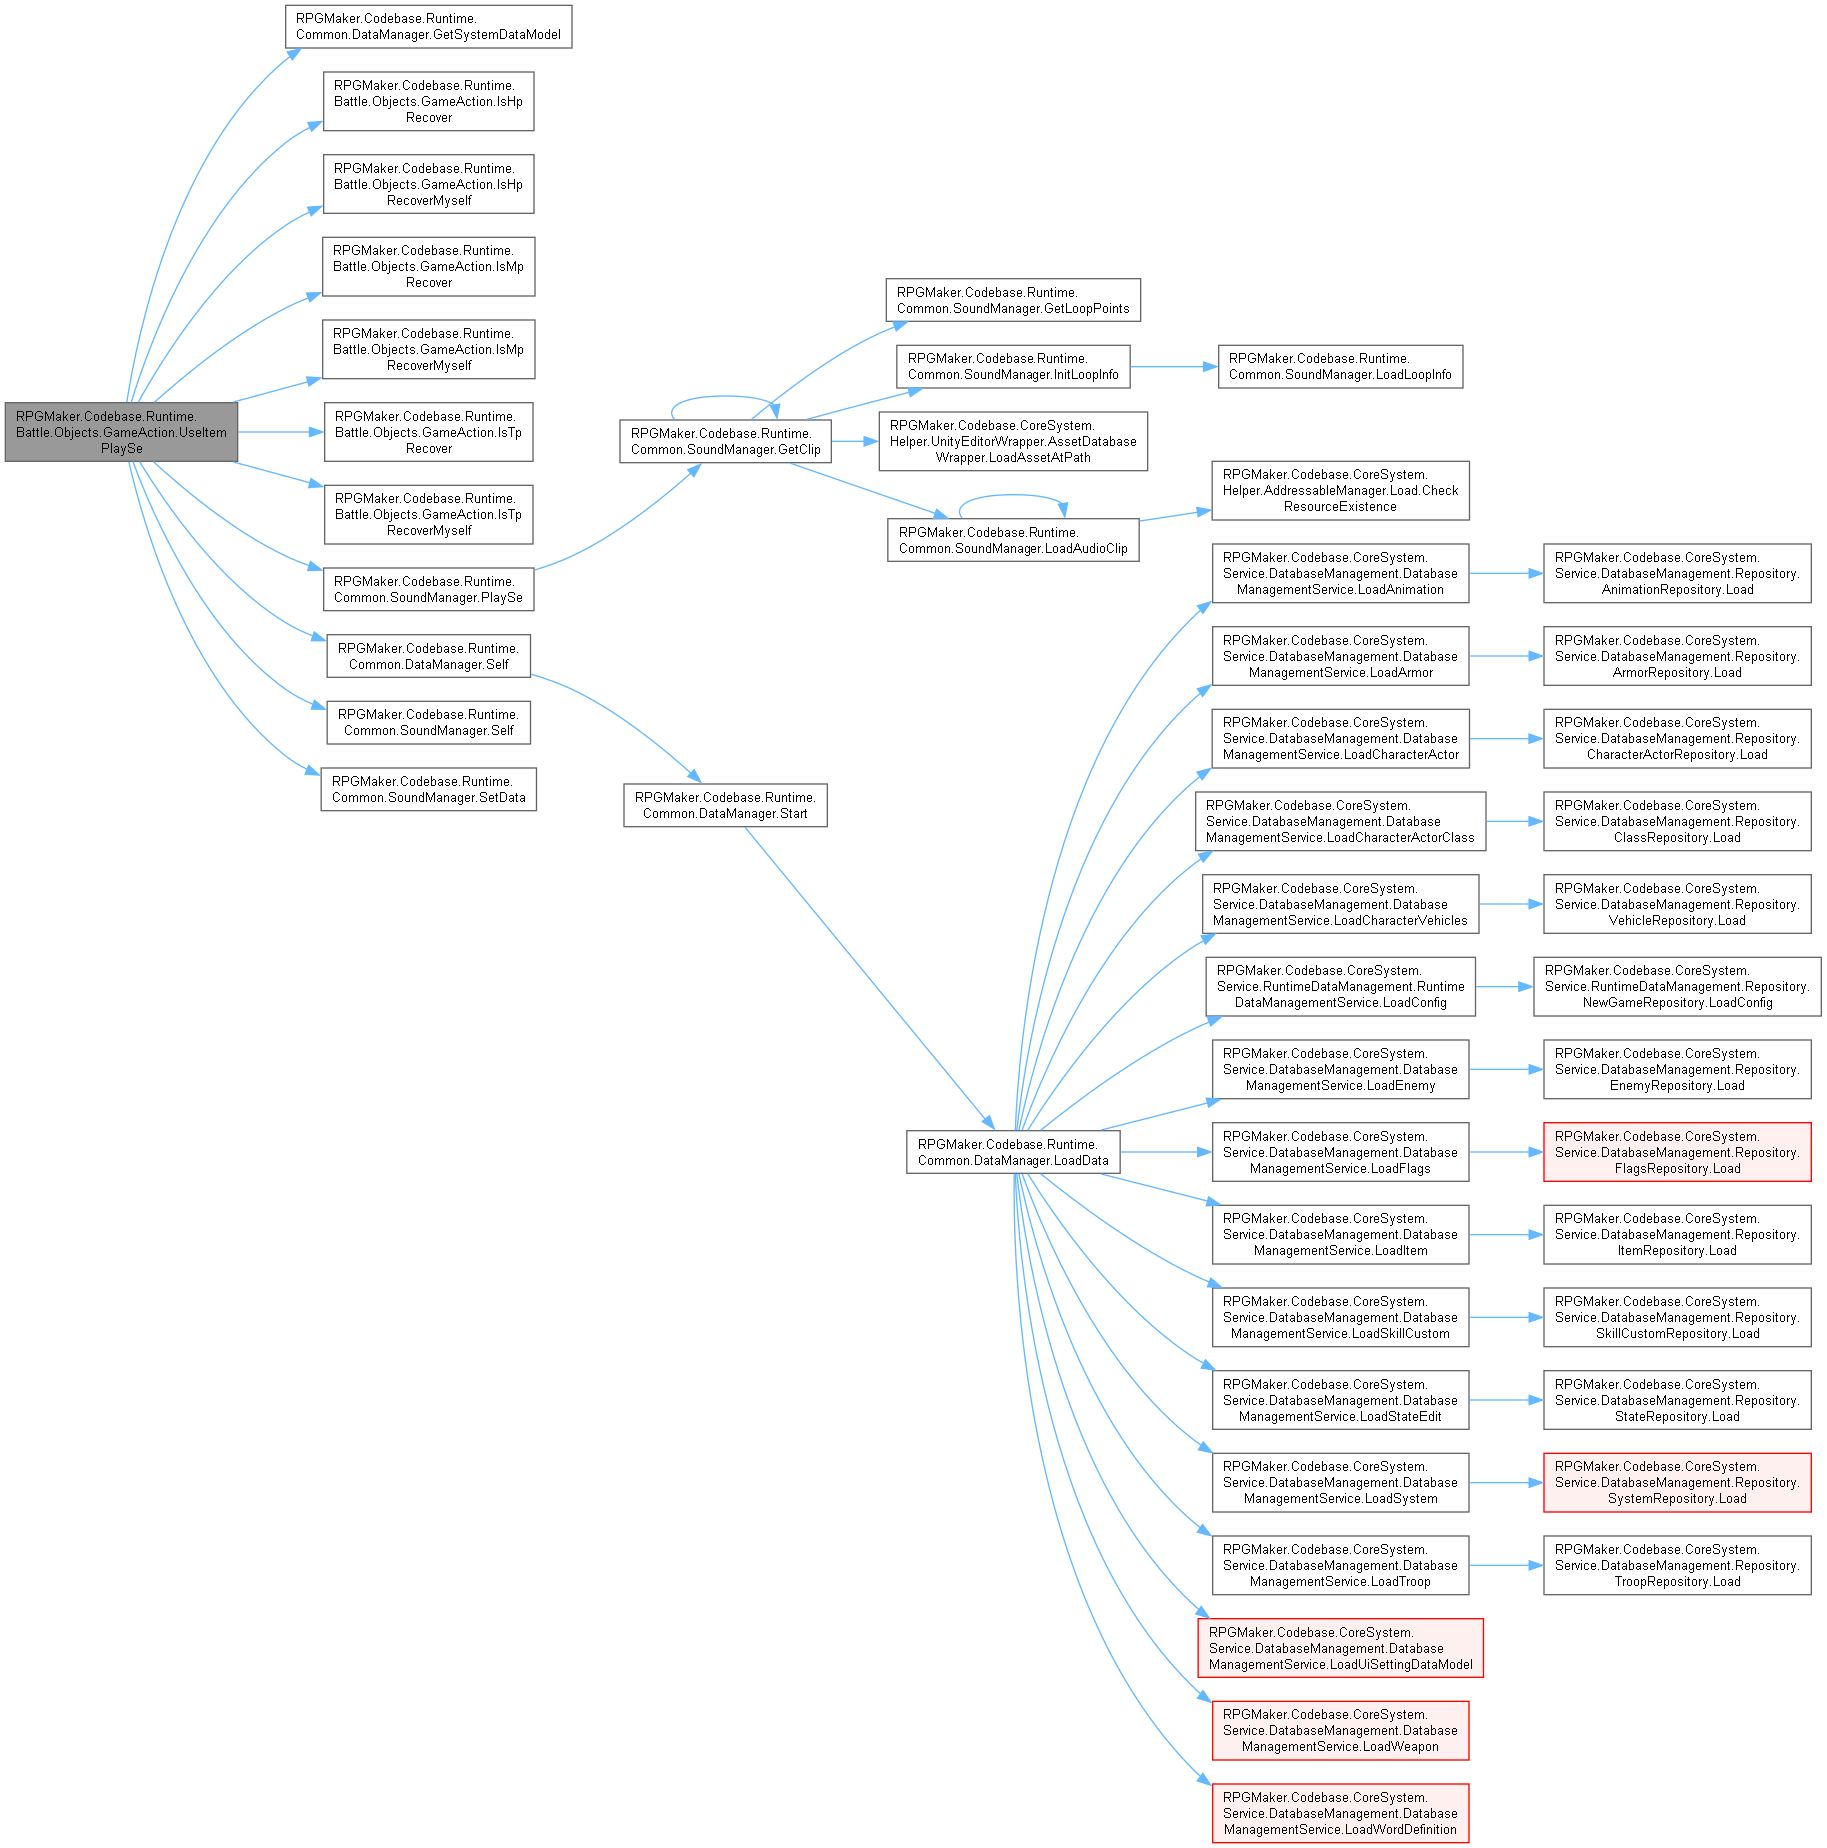 RPGMaker.Codebase.Runtime.
Battle.Objects.GameAction.UseItem
PlaySe
RPGMaker.Codebase.Runtime.
Common.DataManager.GetSystemDataModel
RPGMaker.Codebase.Runtime.
Battle.Objects.GameAction.IsHp
Recover
RPGMaker.Codebase.Runtime.
Battle.Objects.GameAction.IsHp
RecoverMyself
RPGMaker.Codebase.Runtime.
Battle.Objects.GameAction.IsMp
Recover
RPGMaker.Codebase.Runtime.
Battle.Objects.GameAction.IsMp
RecoverMyself
RPGMaker.Codebase.Runtime.
Battle.Objects.GameAction.IsTp
Recover
RPGMaker.Codebase.Runtime.
Battle.Objects.GameAction.IsTp
RecoverMyself
RPGMaker.Codebase.Runtime.
Common.SoundManager.PlaySe
RPGMaker.Codebase.Runtime.
Common.DataManager.Self
RPGMaker.Codebase.Runtime.
Common.SoundManager.Self
RPGMaker.Codebase.Runtime.
Common.SoundManager.SetData
RPGMaker.Codebase.Runtime.
Common.SoundManager.GetClip
RPGMaker.Codebase.Runtime.
Common.DataManager.Start
RPGMaker.Codebase.Runtime.
Common.SoundManager.GetLoopPoints
RPGMaker.Codebase.Runtime.
Common.SoundManager.InitLoopInfo
RPGMaker.Codebase.CoreSystem.
Helper.UnityEditorWrapper.AssetDatabase
Wrapper.LoadAssetAtPath
RPGMaker.Codebase.Runtime.
Common.SoundManager.LoadAudioClip
RPGMaker.Codebase.Runtime.
Common.DataManager.LoadData
RPGMaker.Codebase.Runtime.
Common.SoundManager.LoadLoopInfo
RPGMaker.Codebase.CoreSystem.
Helper.AddressableManager.Load.Check
ResourceExistence
RPGMaker.Codebase.CoreSystem.
Service.DatabaseManagement.Database
ManagementService.LoadAnimation
RPGMaker.Codebase.CoreSystem.
Service.DatabaseManagement.Database
ManagementService.LoadArmor
RPGMaker.Codebase.CoreSystem.
Service.DatabaseManagement.Database
ManagementService.LoadCharacterActor
RPGMaker.Codebase.CoreSystem.
Service.DatabaseManagement.Database
ManagementService.LoadCharacterActorClass
RPGMaker.Codebase.CoreSystem.
Service.DatabaseManagement.Database
ManagementService.LoadCharacterVehicles
RPGMaker.Codebase.CoreSystem.
Service.RuntimeDataManagement.Runtime
DataManagementService.LoadConfig
RPGMaker.Codebase.CoreSystem.
Service.DatabaseManagement.Database
ManagementService.LoadEnemy
RPGMaker.Codebase.CoreSystem.
Service.DatabaseManagement.Database
ManagementService.LoadFlags
RPGMaker.Codebase.CoreSystem.
Service.DatabaseManagement.Database
ManagementService.LoadItem
RPGMaker.Codebase.CoreSystem.
Service.DatabaseManagement.Database
ManagementService.LoadSkillCustom
RPGMaker.Codebase.CoreSystem.
Service.DatabaseManagement.Database
ManagementService.LoadStateEdit
RPGMaker.Codebase.CoreSystem.
Service.DatabaseManagement.Database
ManagementService.LoadSystem
RPGMaker.Codebase.CoreSystem.
Service.DatabaseManagement.Database
ManagementService.LoadTroop
RPGMaker.Codebase.CoreSystem.
Service.DatabaseManagement.Database
ManagementService.LoadUiSettingDataModel
RPGMaker.Codebase.CoreSystem.
Service.DatabaseManagement.Database
ManagementService.LoadWeapon
RPGMaker.Codebase.CoreSystem.
Service.DatabaseManagement.Database
ManagementService.LoadWordDefinition
RPGMaker.Codebase.CoreSystem.
Service.DatabaseManagement.Repository.
AnimationRepository.Load
RPGMaker.Codebase.CoreSystem.
Service.DatabaseManagement.Repository.
ArmorRepository.Load
RPGMaker.Codebase.CoreSystem.
Service.DatabaseManagement.Repository.
CharacterActorRepository.Load
RPGMaker.Codebase.CoreSystem.
Service.DatabaseManagement.Repository.
ClassRepository.Load
RPGMaker.Codebase.CoreSystem.
Service.DatabaseManagement.Repository.
VehicleRepository.Load
RPGMaker.Codebase.CoreSystem.
Service.RuntimeDataManagement.Repository.
NewGameRepository.LoadConfig
RPGMaker.Codebase.CoreSystem.
Service.DatabaseManagement.Repository.
EnemyRepository.Load
RPGMaker.Codebase.CoreSystem.
Service.DatabaseManagement.Repository.
FlagsRepository.Load
RPGMaker.Codebase.CoreSystem.
Service.DatabaseManagement.Repository.
ItemRepository.Load
RPGMaker.Codebase.CoreSystem.
Service.DatabaseManagement.Repository.
SkillCustomRepository.Load
RPGMaker.Codebase.CoreSystem.
Service.DatabaseManagement.Repository.
StateRepository.Load
RPGMaker.Codebase.CoreSystem.
Service.DatabaseManagement.Repository.
SystemRepository.Load
RPGMaker.Codebase.CoreSystem.
Service.DatabaseManagement.Repository.
TroopRepository.Load